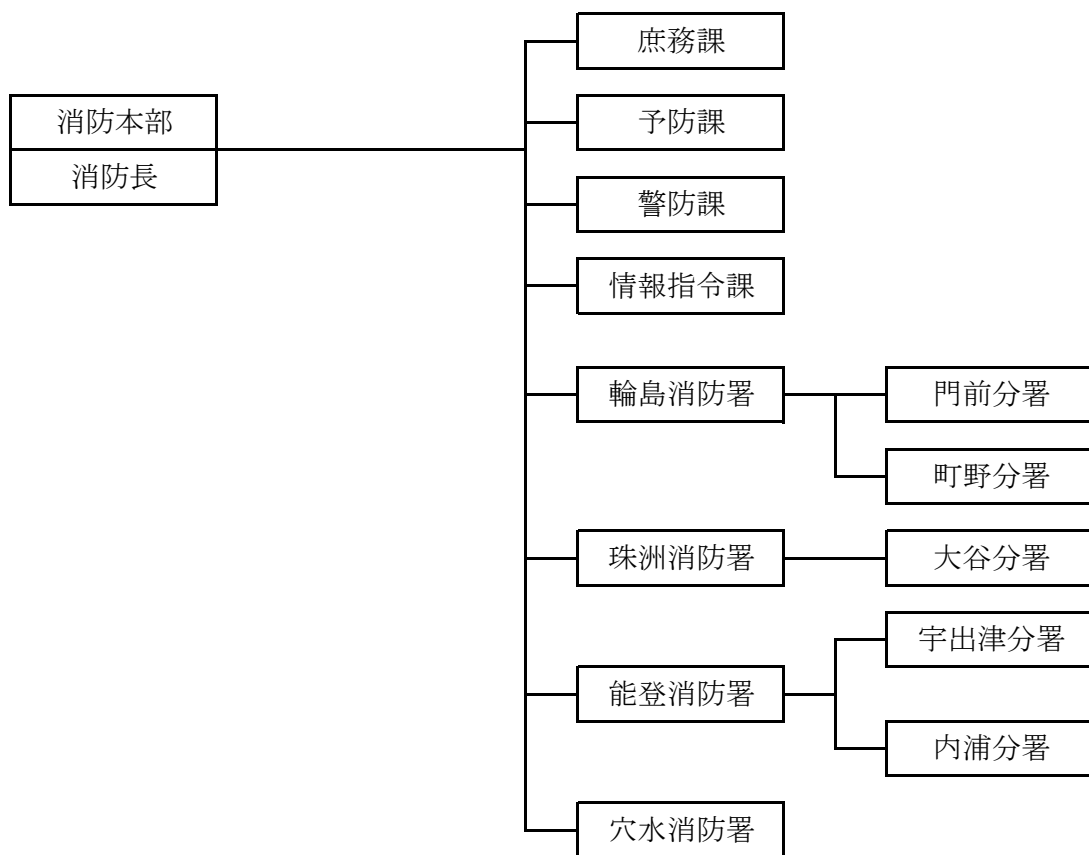 庶務課
消防本部
消防長
予防課
警防課
情報指令課
輪島消防署
門前分署
町野分署
珠洲消防署
大谷分署
能登消防署
宇出津分署
内浦分署
穴水消防署